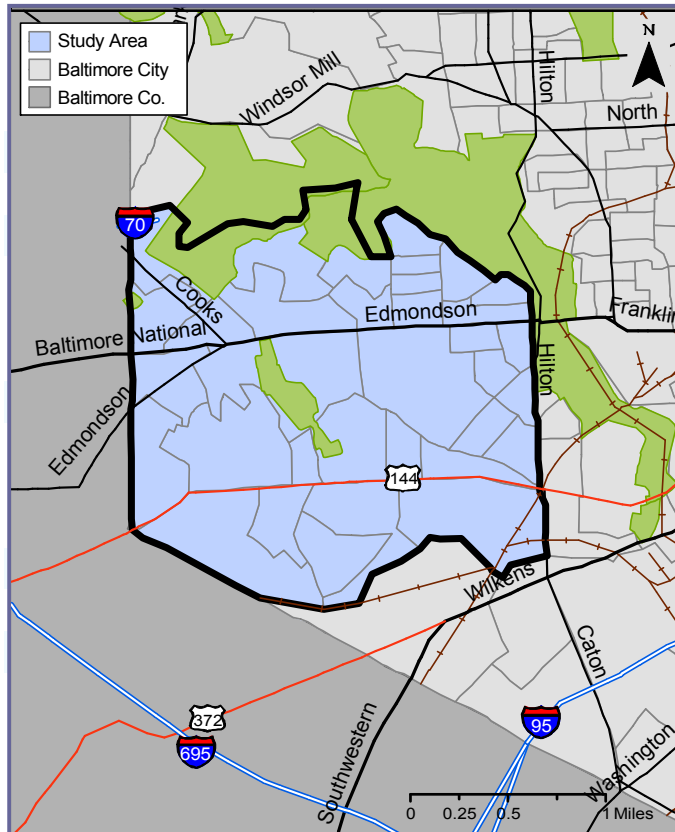 Study Area
Baltimore City
Baltimore Co.
N
Windsor Mill
Hilton
North
70
Cooks
Edmondson
Franklin
Baltimore National
Hilton
Edmondson
144
Wilkens
Caton
372
95
695
Southwestern
Washington
0 0.25 0.5 1 Miles